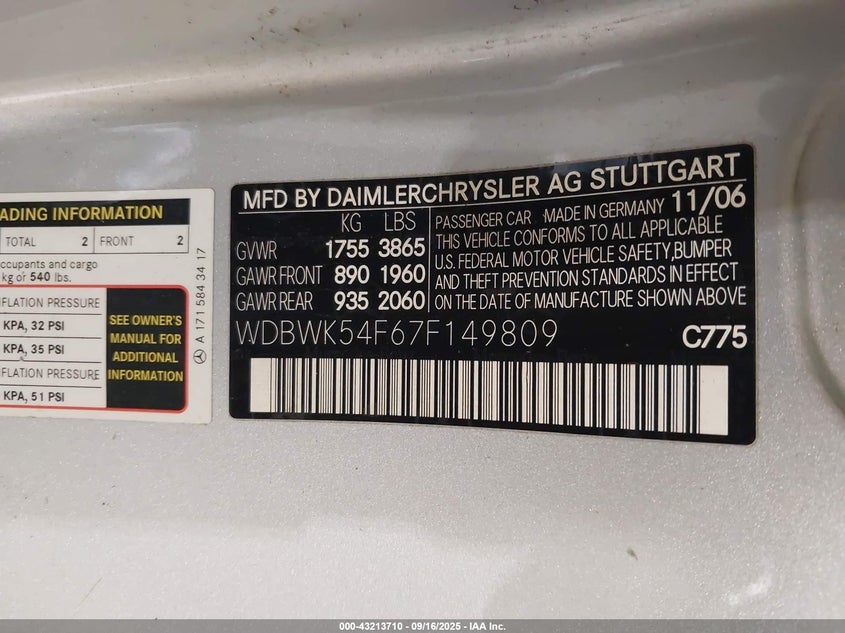 ADING INFORMATION
TOTAL 2 FRONT 2
ccupants and cargo
kg or 540 lbs.
FLATION PRESSURE
KPA, 32 PSI
KPA, 35 PSI
FLATION PRESSURE
KPA, 51 PSI
SEE OWNER'S
MANUAL FOR
ADDITIONAL
INFORMATION
A 171 584 34 17
MFD BY DAIMLERCHRYSLER AG STUTTGART
KG LBS
GVWR 1755 3865
GAWR FRONT 890 1960
GAWR REAR 935 2060
PASSENGER CAR MADE IN GERMANY 11/06
THIS VEHICLE CONFORMS TO ALL APPLICABLE
U.S. FEDERAL MOTOR VEHICLE SAFETY,BUMPER
AND THEFT PREVENTION STANDARDS IN EFFECT
ON THE DATE OF MANUFACTURE SHOWN ABOVE
WDBWK54F67F149809
C775
000-43213710 - 09/16/2025 - IAA Inc.